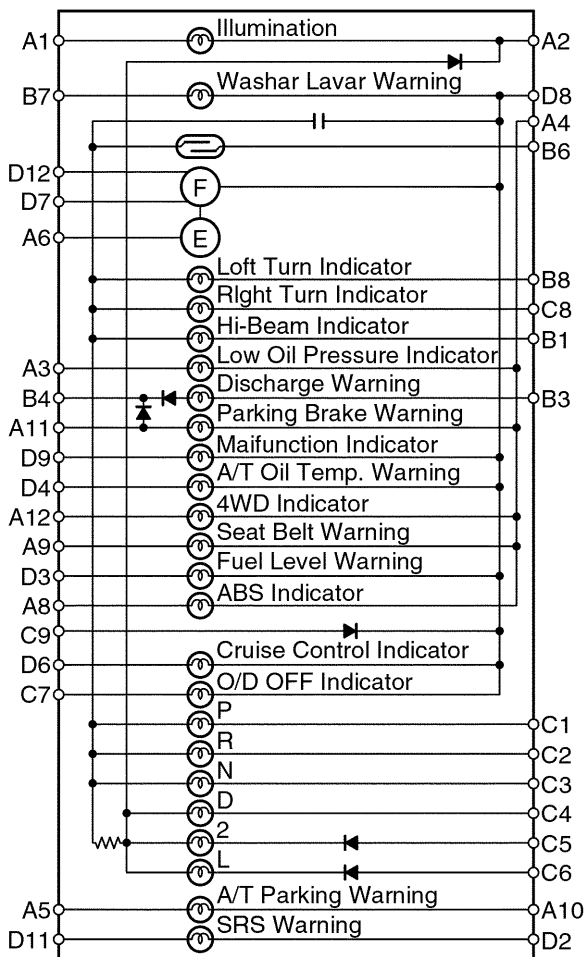 A1 Illumination A2
B7 Washar Lavar Warning D8
A4
B6
D12
F
D7
A6 E
Loft Turn Indicator B8
RIght Turn Indicator C8
Hi-Beam Indicator B1
A3 Low Oil Pressure Indicator
B4 Discharge Warning B3
A11 Parking Brake Warning
D9 Maifunction Indicator
D4 A/T Oil Temp. Warning
A12 4WD Indicator
A9 Seat Belt Warning
D3 Fuel Level Warning
A8 ABS Indicator
C9
D6 Cruise Control Indicator
C7 O/D OFF Indicator
P C1
R C2
N C3
D C4
2 C5
L C6
A5 A/T Parking Warning A10
D11 SRS Warning D2